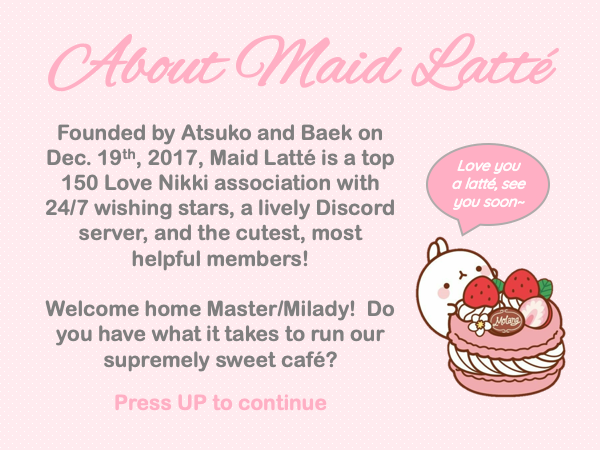 About Maid Latté
Founded by Atsuko and Baek on
Dec. 19th, 2017, Maid Latté is a top
150 Love Nikki association with
24/7 wishing stars, a lively Discord
server, and the cutest, most
helpful members!
Love you
a latté, see
you soon~
Molang
Welcome home Master/Milady!  Do
you have what it takes to run our
supremely sweet café?
Press UP to continue